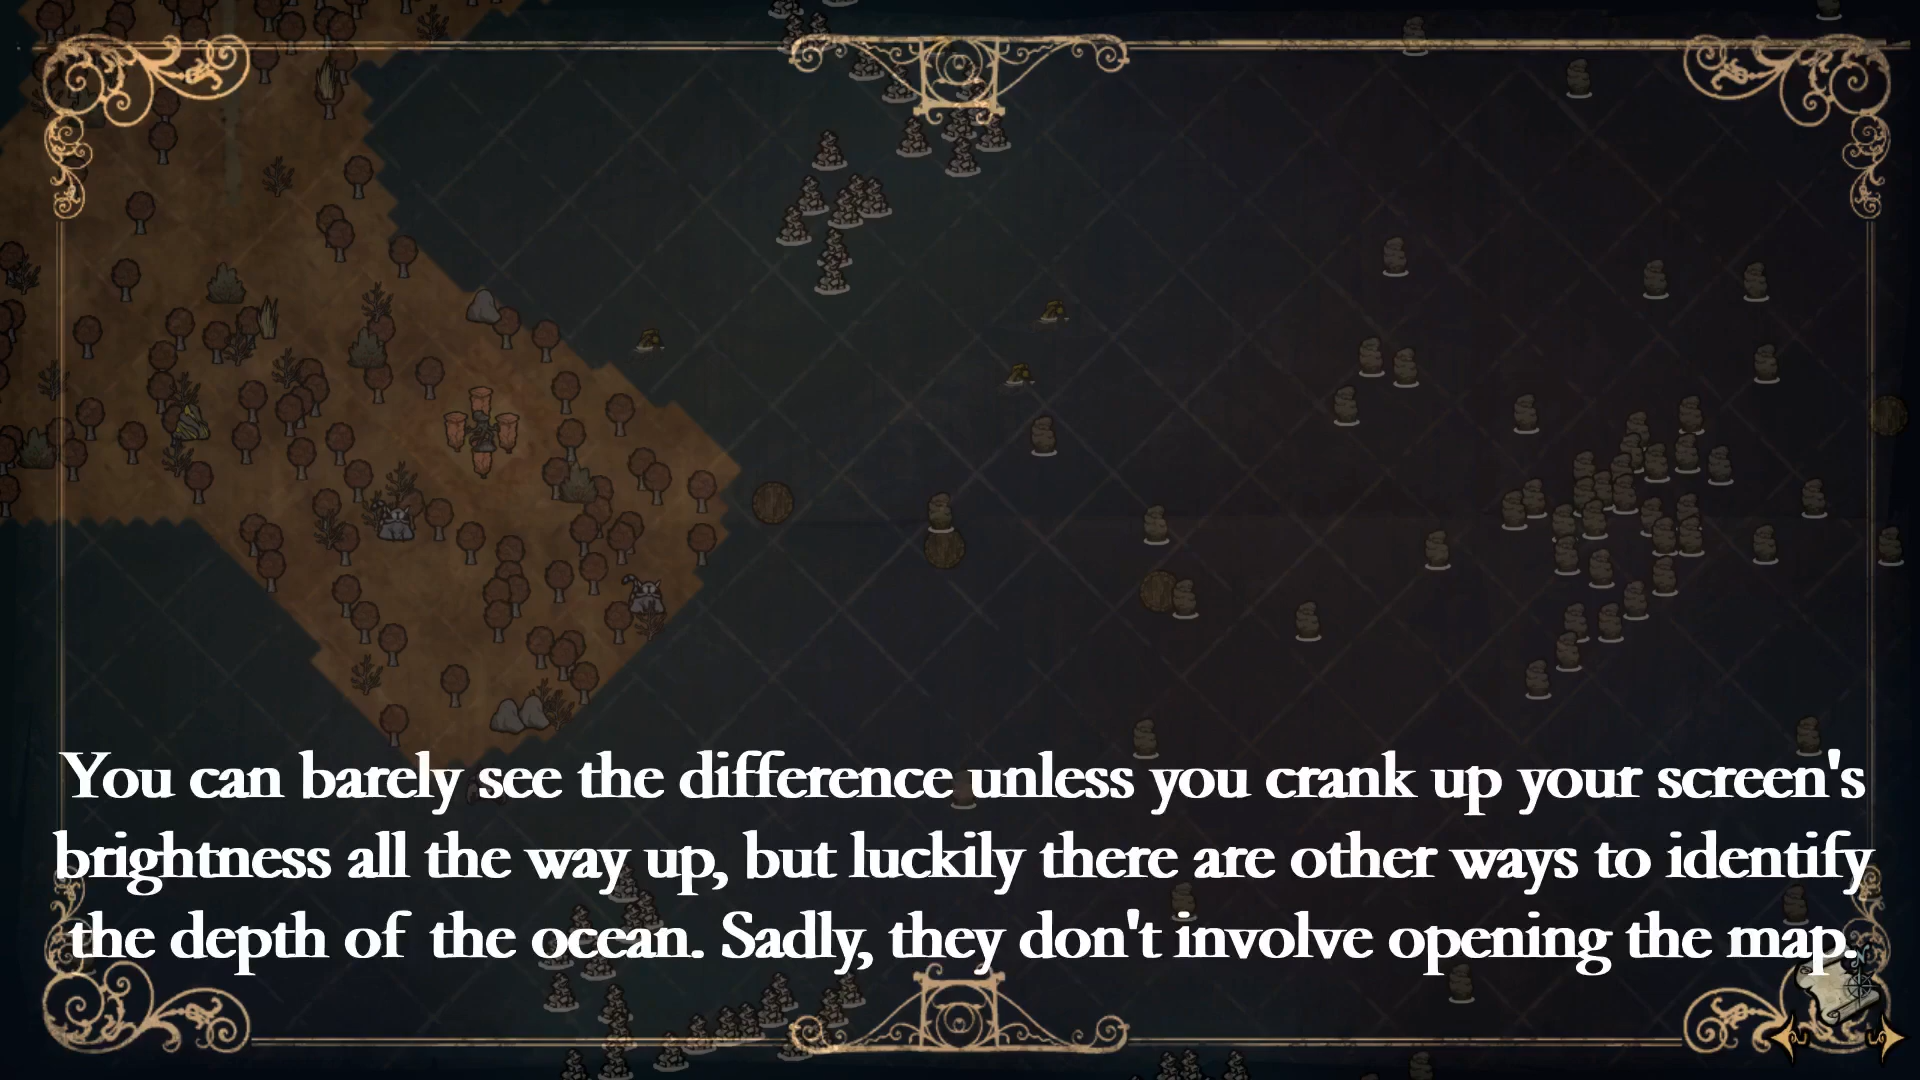 You can barely see the difference unless you crank up your screen's
brightness all the way up, but luckily there are other ways to identify
the depth of the ocean. Sadly, they don't involve opening the map.